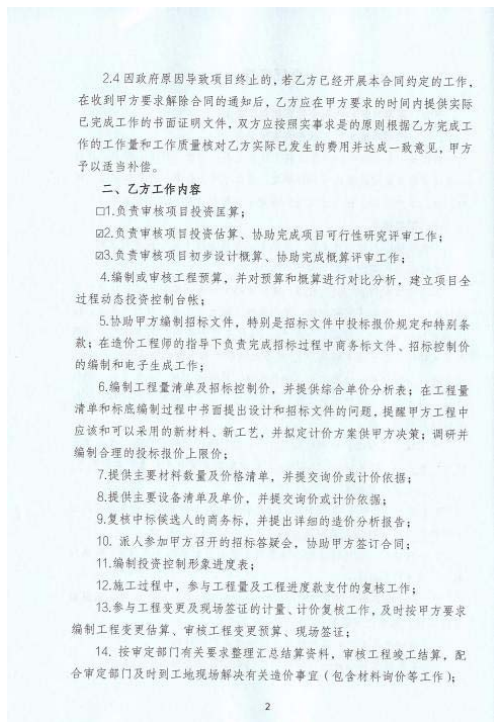 2.4因政府原因导致项目终止的，若乙方已经开展本合同约定的工作，
在收到甲方要求解除合同的通知后，乙方应在甲方要求的时间内提供实际
已完成工作的书面证明文件，双方应按照实事求是的原则根据乙方完成工
作的工作量和工作质量核对乙方实际已发生的费用并达成一致意见，甲方
予以适当补偿。
二、乙方工作内容
□1.负责审核项目投资匡算；
☑2.负责审核项目投资估算、协助完成项目可行性研究评审工作；
☑3.负责审核项目初步设计概算、协助完成概算评审工作；
4.编制或审核工程预算，并对预算和概算进行对比分析，建立项目全
过程动态投资控制台帐；
5.协助甲方编制招标文件，特别是招标文件中投标报价规定和特别条
款；在造价工程师的指导下负责完成招标过程中商务标文件、招标控制价
的编制和电子生成工作；
6.编制工程量清单及招标控制价，并提供综合单价分析表；在工程量
清单和标底编制过程中书面提出设计和招标文件的问题，提醒甲方工程中
应该和可以采用的新材料、新工艺，并拟定计价方案供甲方决策；调研并
编制合理的投标报价上限价；
7.提供主要材料数量及价格清单，并提交询价或计价依据；
8.提供主要设备清单及单价，并提交询价或计价依据；
9.复核中标候选人的商务标，并提出详细的造价分析报告；
10. 派人参加甲方召开的招标答疑会，协助甲方签订合同；
11.编制投资控制形象进度表；
12.施工过程中，参与工程量及工程进度款支付的复核工作；
13.参与工程变更及现场签证的计量、计价复核工作，及时按甲方要求
编制工程变更估算、审核工程变更预算、现场签证；
14. 按审定部门有关要求整理汇总结算资料，审核工程竣工结算，配
合审定部门及时到工地现场解决有关造价事宜（包含材料询价等工作）；
2